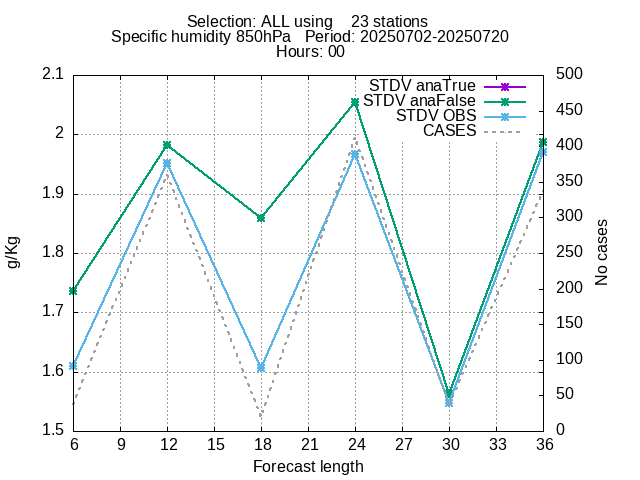 Selection: ALL using    23 stations
Specific humidity 850hPa   Period: 20250702-20250720
Hours: 00
STDV anaTrue
STDV anaFalse
STDV OBS
CASES
2.1
2
1.9
1.8
1.7
1.6
1.5
g/Kg
500
450
400
350
300
250
200
150
100
50
0
No cases
6 9 12 15 18 21 24 27 30 33 36
Forecast length